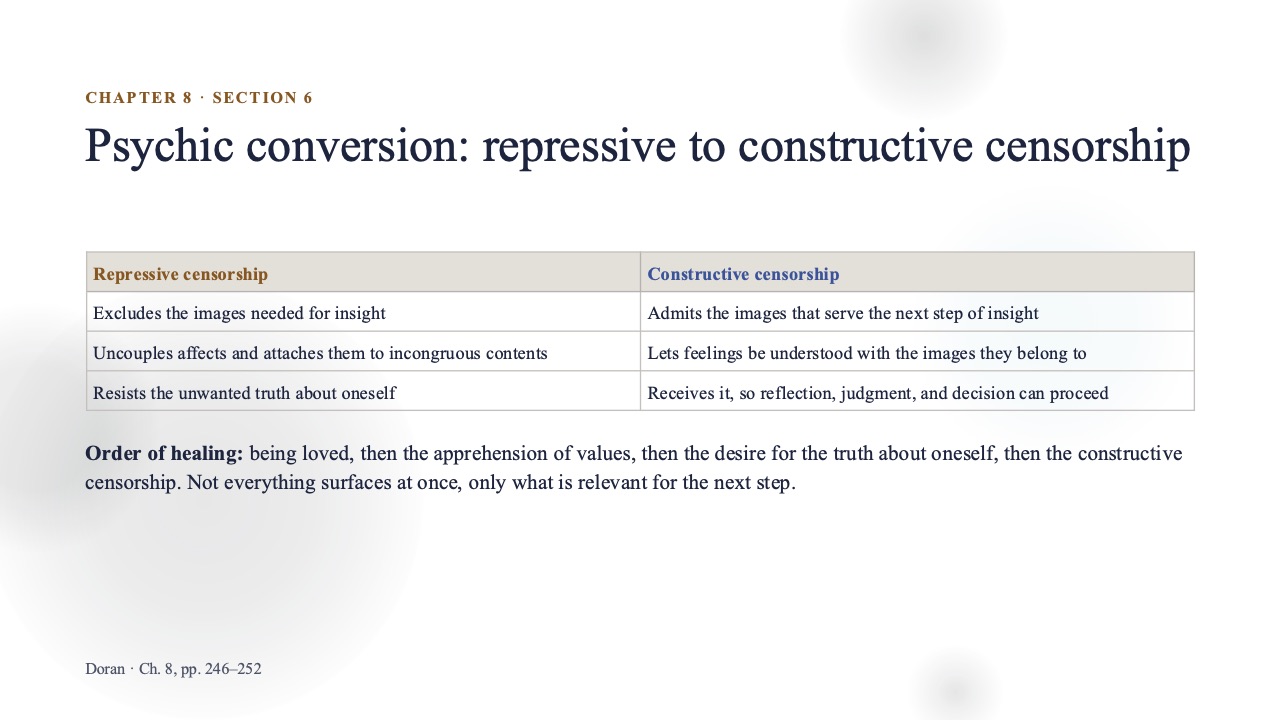 CHAPTER 8 · SECTION 6
Psychic conversion: repressive to constructive censorship
Repressive censorship
Constructive censorship
Excludes the images needed for insight
Admits the images that serve the next step of insight
Uncouples affects and attaches them to incongruous contents
Lets feelings be understood with the images they belong to
Resists the unwanted truth about oneself
Receives it, so reflection, judgment, and decision can proceed
Order of healing: being loved, then the apprehension of values, then the desire for the truth about oneself, then the constructive
censorship. Not everything surfaces at once, only what is relevant for the next step.
Doran · Ch. 8, pp. 246–252